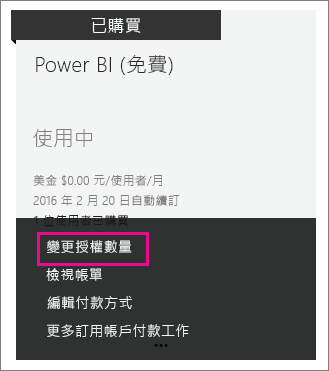 已購買
Power BI (免費)
使用中
美金 $0.00 元/使用者/月
2016 年 2 月 20 日自動續訂
1 位使用者已購買
變更授權數量
檢視帳單
編輯付款方式
更多訂用帳戶付款工作
...